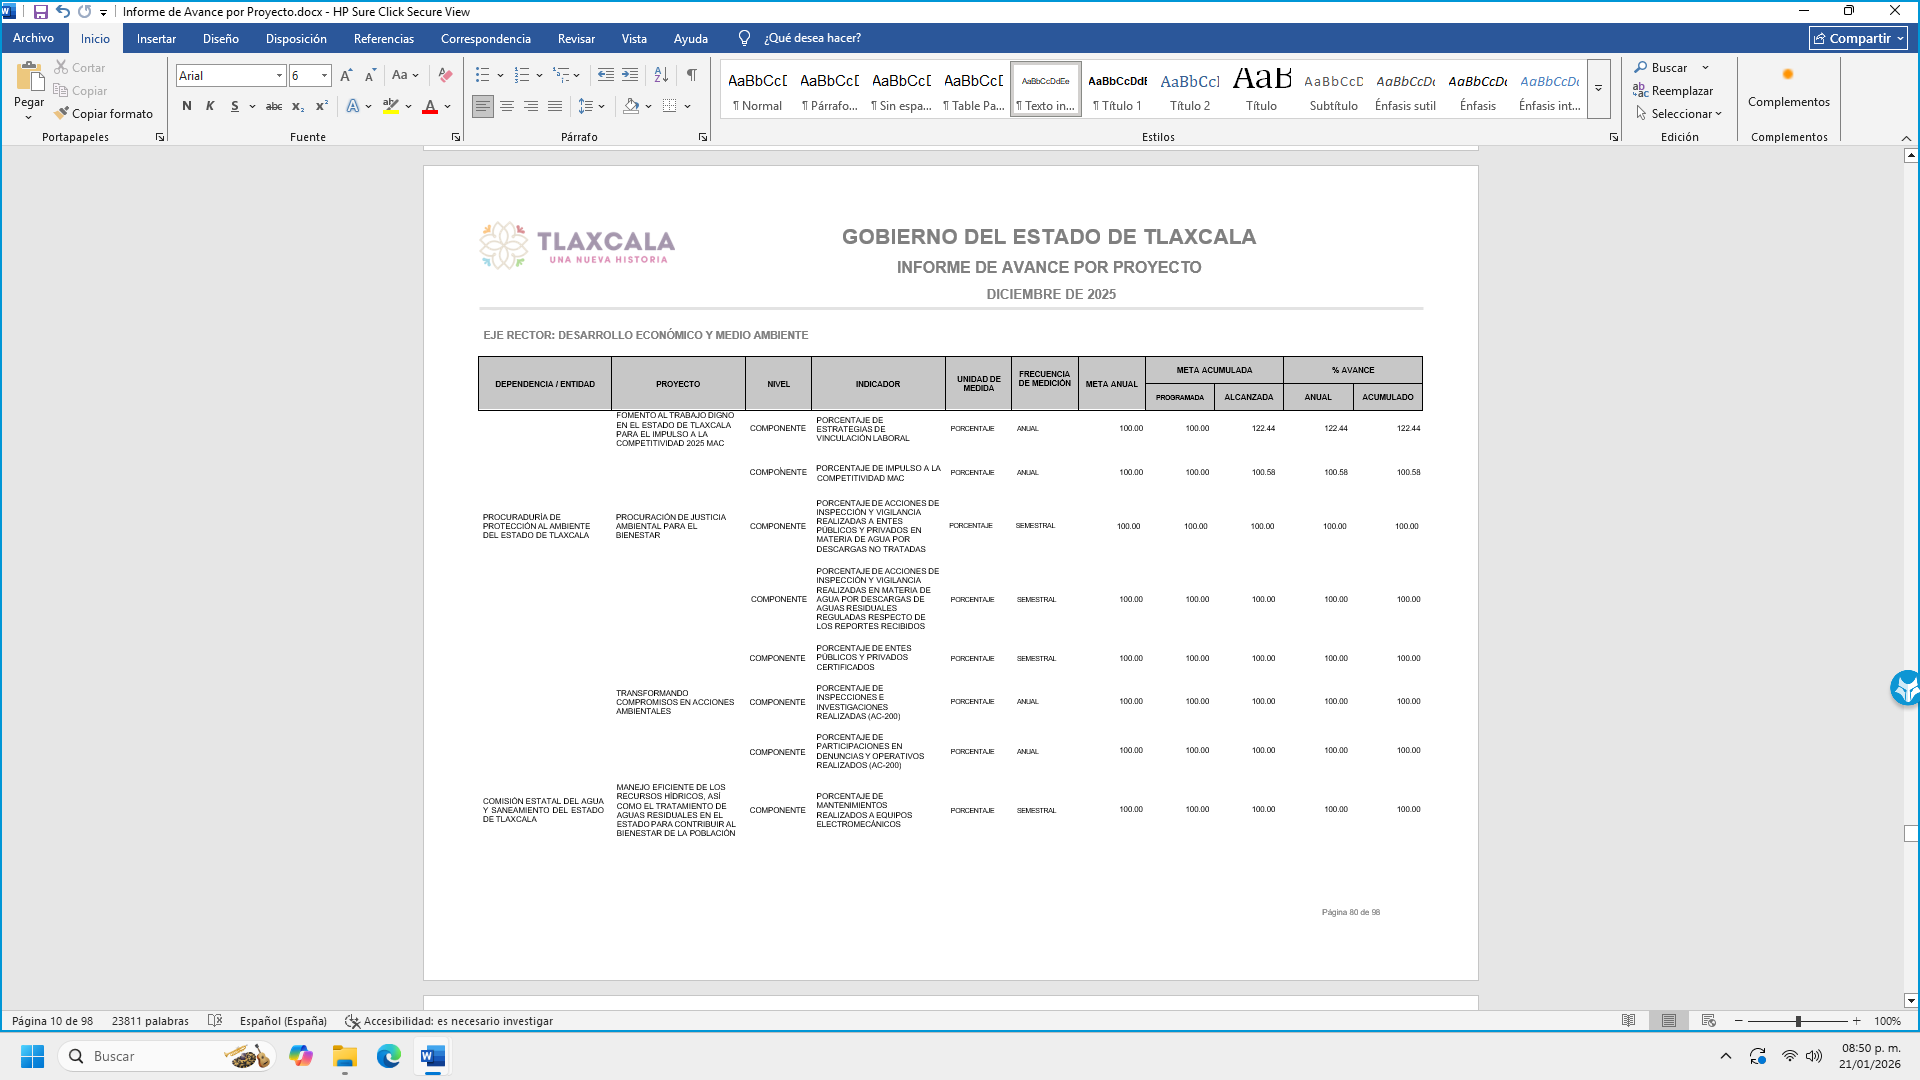 Informe de Avance por Proyecto.docx - HP Sure Click Secure View
Archivo
Inicio
Insertar
Diseño
Disposición
Referencias
Correspondencia
Revisar
Vista
Ayuda
¿Qué desea hacer?
Compartir
Pegar
Cortar
Copiar
Copiar formato
Portapapeles
Arial
6
Fuente
Párrafo
AaBbCcD
¶ Normal
AaBbCcD
¶ Párrafo...
AaBbCcD
¶ Sin espa...
AaBbCcD
¶ Table Pa...
AaBbCcDdEe
¶ Texto in...
AaBbCcDdE
¶ Título 1
AaBbCcI
Título 2
AaB
Título
AaBbCcD
Subtítulo
AaBbCcDc
Énfasis sutil
AaBbCcDc
Énfasis
AaBbCcDc
Énfasis int...
Estilos
Buscar
Reemplazar
Seleccionar
Edición
Complementos
Complementos
TLAXCALA
UNA NUEVA HISTORIA
GOBIERNO DEL ESTADO DE TLAXCALA
INFORME DE AVANCE POR PROYECTO
DICIEMBRE DE 2025
EJE RECTOR: DESARROLLO ECONÓMICO Y MEDIO AMBIENTE
DEPENDENCIA / ENTIDAD
PROYECTO
NIVEL
INDICADOR
UNIDAD DE
MEDIDA
FRECUENCIA
DE MEDICIÓN
META ANUAL
META ACUMULADA
PROGRAMADA
ALCANZADA
% AVANCE
ANUAL
ACUMULADO
FOMENTO AL TRABAJO DIGNO
EN EL ESTADO DE TLAXCALA
PARA EL IMPULSO A LA
COMPETITIVIDAD 2025 MAC
COMPONENTE
PORCENTAJE DE
ESTRATEGIAS DE
VINCULACIÓN LABORAL
PORCENTAJE
ANUAL
100.00
100.00
122.44
122.44
122.44
COMPONENTE
PORCENTAJE DE IMPULSO A LA
COMPETITIVIDAD MAC
PORCENTAJE
ANUAL
100.00
100.00
100.58
100.58
100.58
PROCURADURÍA DE
PROTECCIÓN AL AMBIENTE
DEL ESTADO DE TLAXCALA
PROCURACIÓN DE JUSTICIA
AMBIENTAL PARA EL
BIENESTAR
COMPONENTE
PORCENTAJE DE ACCIONES DE
INSPECCIÓN Y VIGILANCIA
REALIZADAS A ENTES
PÚBLICOS Y PRIVADOS EN
MATERIA DE AGUA POR
DESCARGAS NO TRATADAS
PORCENTAJE
SEMESTRAL
100.00
100.00
100.00
100.00
100.00
COMPONENTE
PORCENTAJE DE ACCIONES DE
INSPECCIÓN Y VIGILANCIA
REALIZADAS EN MATERIA DE
AGUA POR DESCARGAS DE
AGUAS RESIDUALES
REGULADAS RESPECTO DE
LOS REPORTES RECIBIDOS
PORCENTAJE
SEMESTRAL
100.00
100.00
100.00
100.00
100.00
COMPONENTE
PORCENTAJE DE ENTES
PÚBLICOS Y PRIVADOS
CERTIFICADOS
PORCENTAJE
SEMESTRAL
100.00
100.00
100.00
100.00
100.00
TRANSFORMANDO
COMPROMISOS EN ACCIONES
AMBIENTALES
COMPONENTE
PORCENTAJE DE
INSPECCIONES E
INVESTIGACIONES
REALIZADAS (AC-200)
PORCENTAJE
ANUAL
100.00
100.00
100.00
100.00
100.00
COMPONENTE
PORCENTAJE DE
PARTICIPACIONES EN
DENUNCIAS Y OPERATIVOS
REALIZADOS (AC-200)
PORCENTAJE
ANUAL
100.00
100.00
100.00
100.00
100.00
COMISIÓN ESTATAL DEL AGUA
Y SANEAMIENTO DEL ESTADO
DE TLAXCALA
MANEJO EFICIENTE DE LOS
RECURSOS HÍDRICOS, ASÍ
COMO EL TRATAMIENTO DE
AGUAS RESIDUALES EN EL
ESTADO PARA CONTRIBUIR AL
BIENESTAR DE LA POBLACIÓN
COMPONENTE
PORCENTAJE DE
MANTENIMIENTOS
REALIZADOS A EQUIPOS
ELECTROMECÁNICOS
PORCENTAJE
SEMESTRAL
100.00
100.00
100.00
100.00
100.00
Página 80 de 98
Página 10 de 98
23811 palabras
Español (España)
Accesibilidad: es necesario investigar
100%
Buscar
08:50 p. m.
21/01/2026